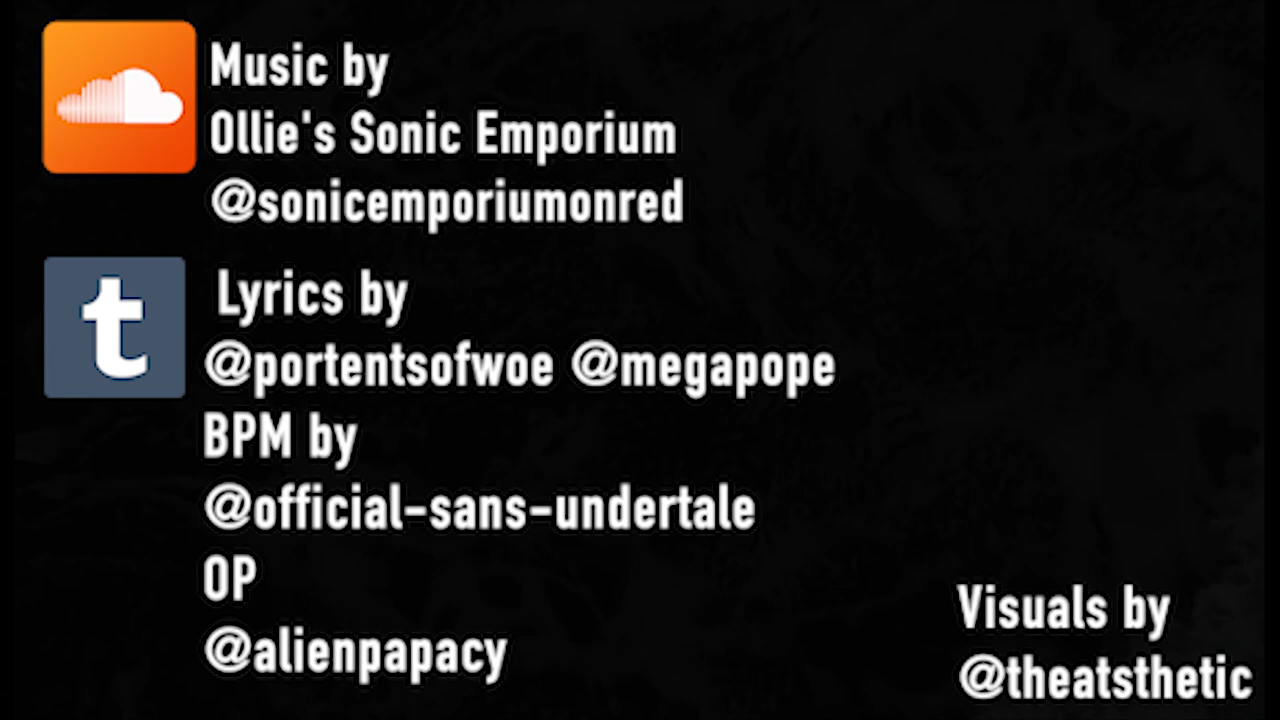 Music by
Ollie's Sonic Emporium
@sonicemporiumonred
t
Lyrics by
@portentsofwoe @megapope
BPM by
@official-sans-undertale
OP
@alienpapacy
Visuals by
@theatsthetic